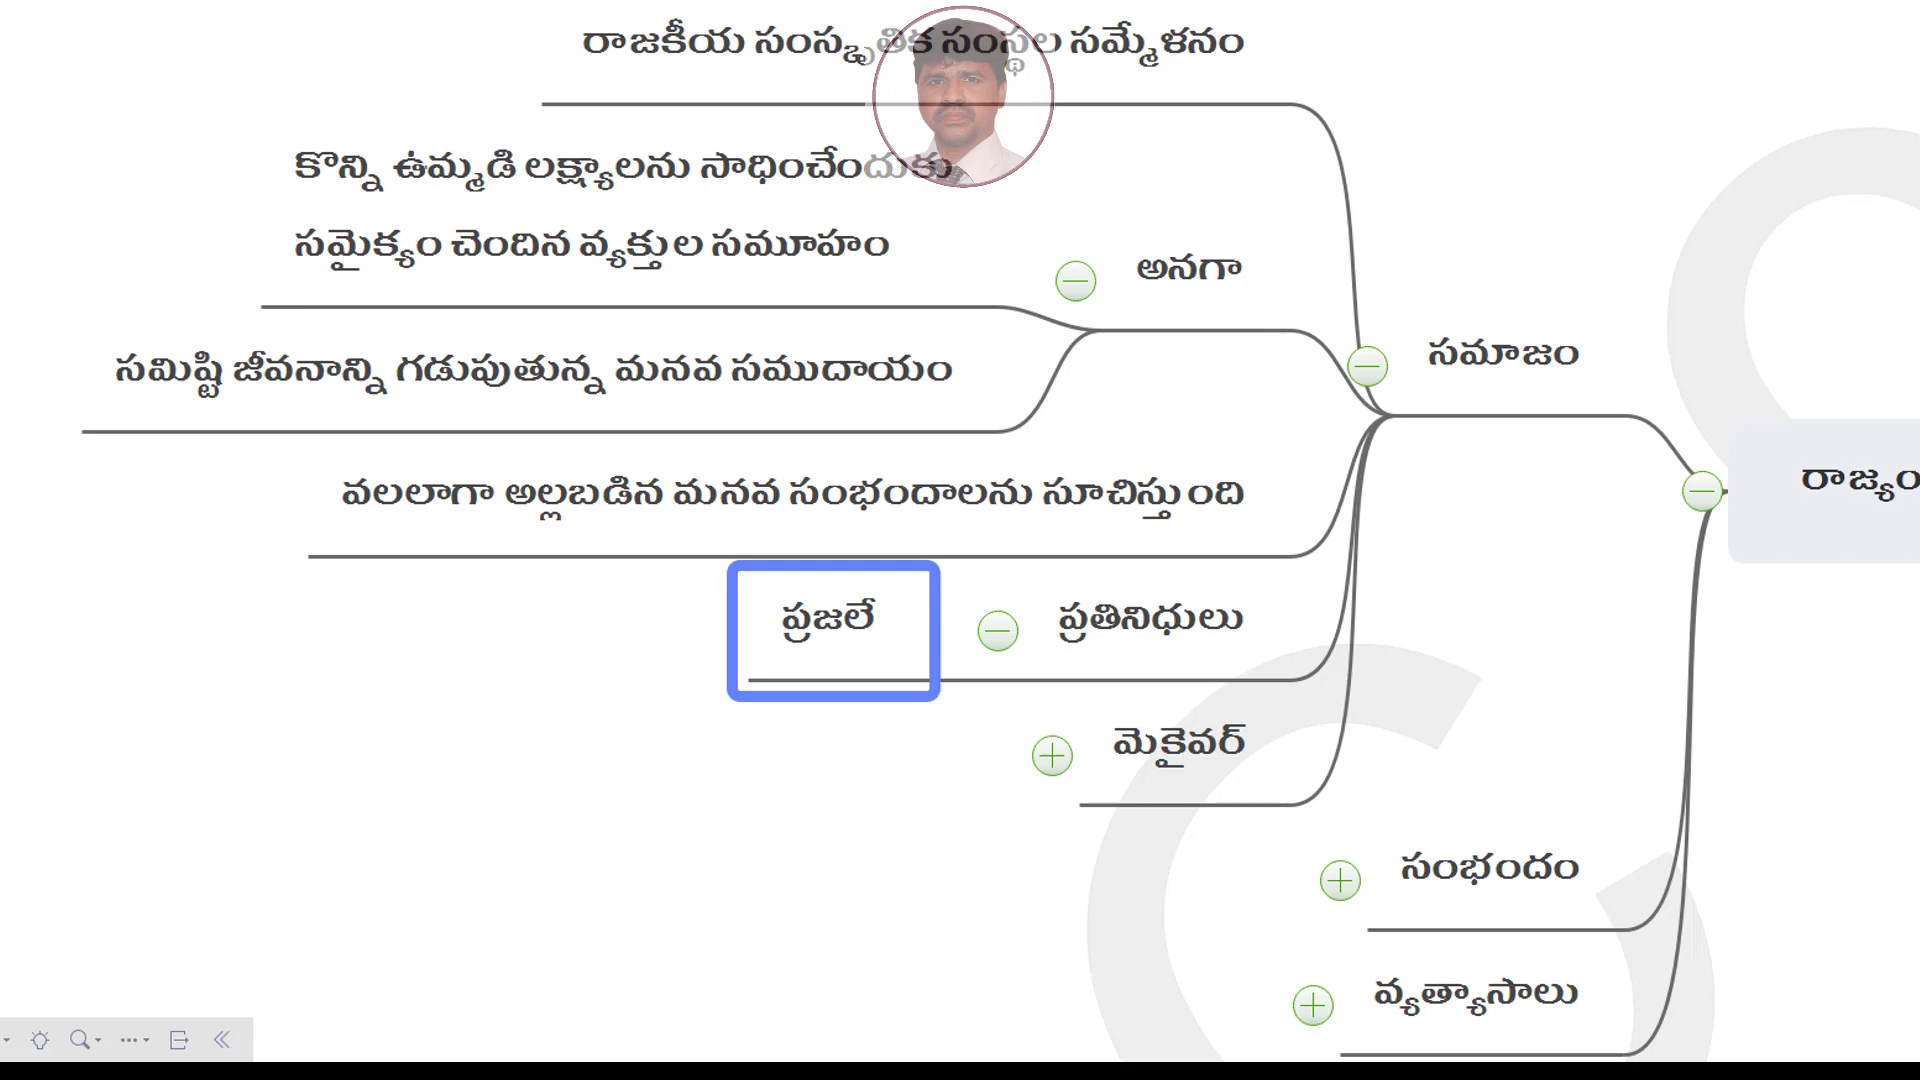 రాజకీయ సంస్కృతిక సంస్థల సమ్మేళనం
కొన్ని ఉమ్మడి లక్ష్యాలను సాధించేందుకు
సమైక్యం చెందిన వ్యక్తుల సమూహం
అనగా
సమాజం
సమిష్టి జీవనాన్ని గడుపుతున్న మనవ సముదాయం
వలలాగా అల్లబడిన మనవ సంభందాలను సూచిస్తుంది
రాజ్యం
ప్రజలే
ప్రతినిధులు
మెకైవర్
సంభందం
వ్యత్యాసాలు